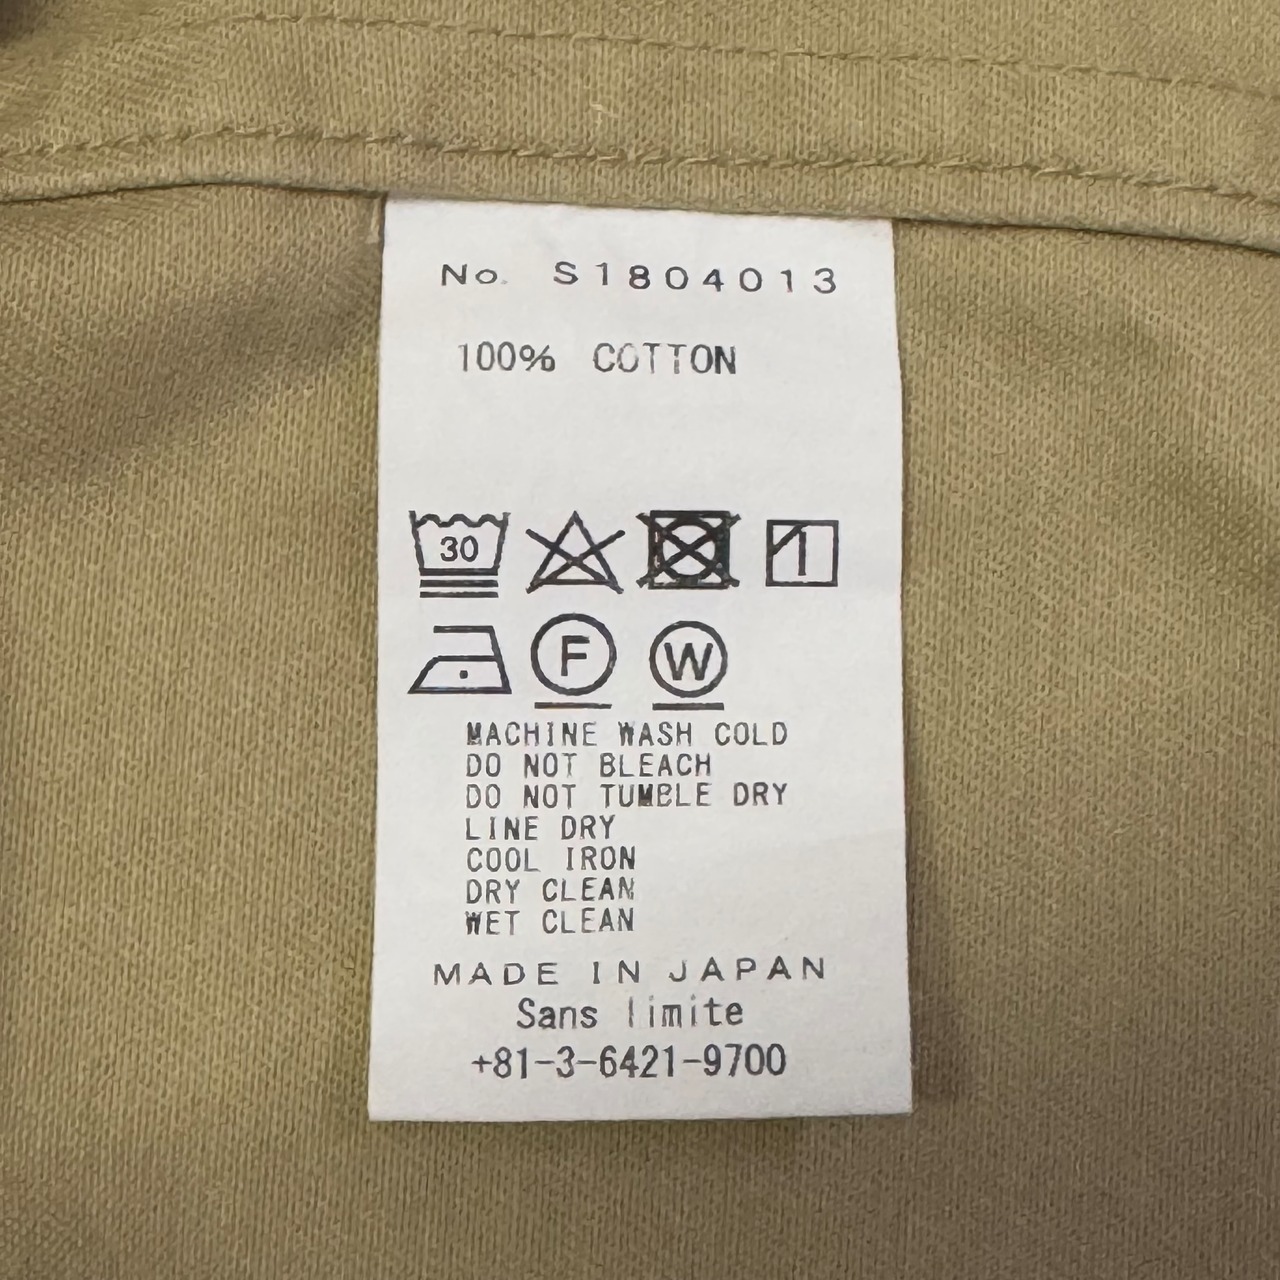 No. S1804013
100% COTTON
30
F W
MACHINE WASH COLD
DO NOT BLEACH
DO NOT TUMBLE DRY
LINE DRY
COOL IRON
DRY CLEAN
WET CLEAN
MADE IN JAPAN
Sans limite
+81-3-6421-9700